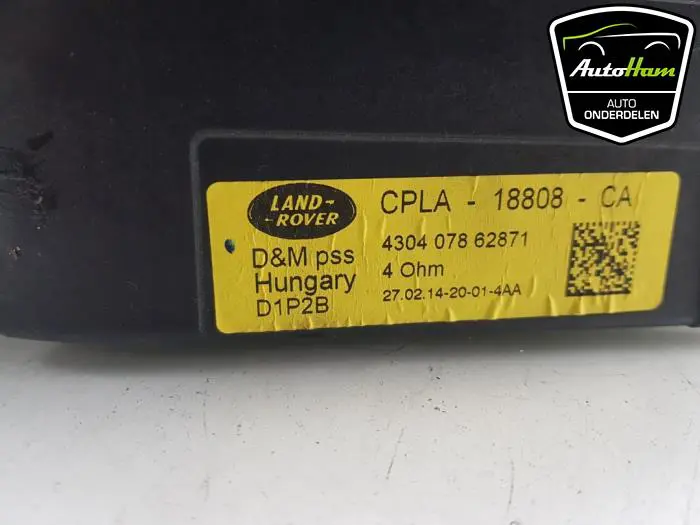 AutoHam
AUTO
ONDERDELEN
LAND-
-ROVER
CPLA - 18808 - CA
D&M pss
Hungary
D1P2B
4304 078 62871
4 Ohm
27.02.14-20-01-4AA